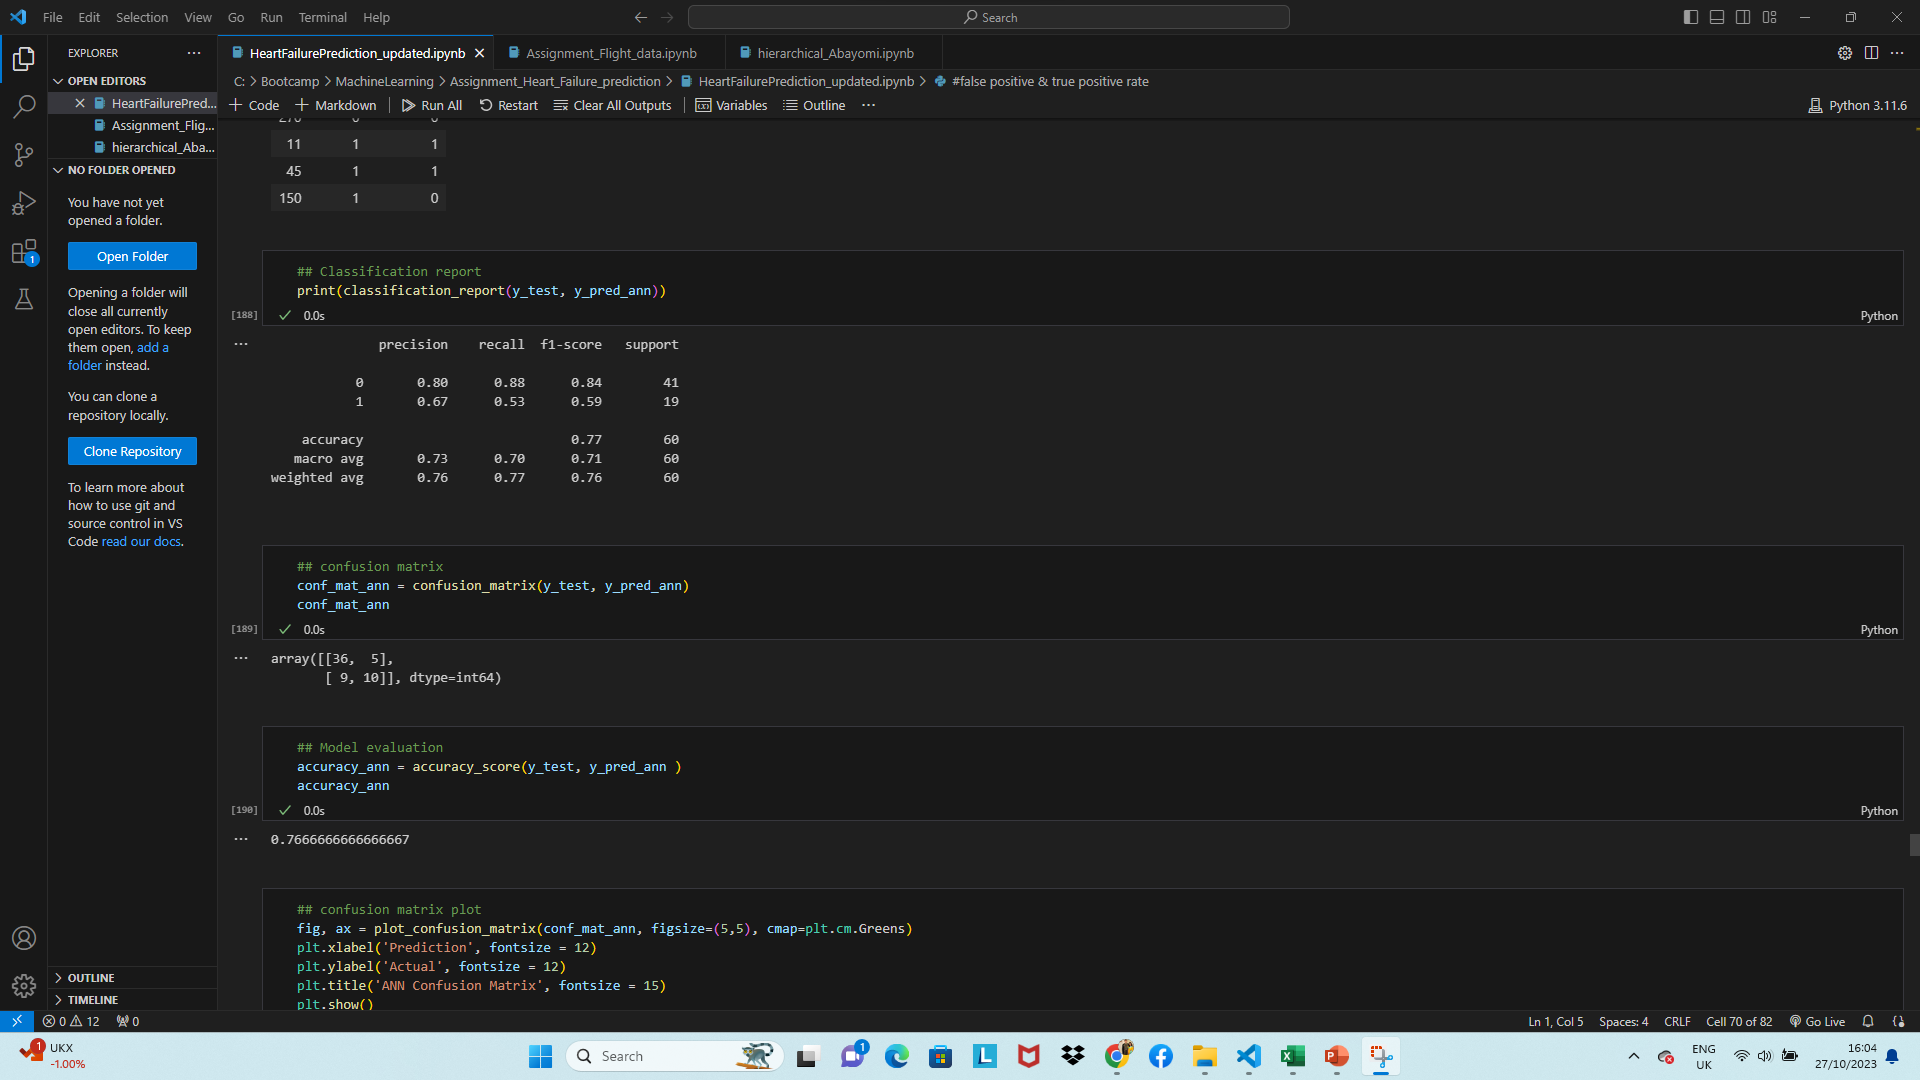 File Edit Selection View Go Run Terminal Help
Search
EXPLORER
HeartFailurePrediction_updated.ipynb
Assignment_Flight_data.ipynb
hierarchical_Abayomi.ipynb
OPEN EDITORS
C: > Bootcamp > MachineLearning > Assignment_Heart_Failure_prediction > HeartFailurePrediction_updated.ipynb > #false positive & true positive rate
HeartFailurePred...
Assignment_Flig...
hierarchical_Aba...
Code Markdown Run All Restart Clear All Outputs Variables Outline ...
Python 3.11.6
NO FOLDER OPENED
You have not yet
opened a folder.
Open Folder
Opening a folder will
close all currently
open editors. To keep
them open, add a
folder instead.
You can clone a
repository locally.
Clone Repository
To learn more about
how to use git and
source control in VS
Code read our docs.
OUTLINE
TIMELINE
1
11 1 1
45 1 1
150 1 0
## Classification report
print(classification_report(y_test, y_pred_ann))
[188] 0.0s Python
precision recall f1-score support
0 0.80 0.88 0.84 41
1 0.67 0.53 0.59 19
accuracy 0.77 60
macro avg 0.73 0.70 0.71 60
weighted avg 0.76 0.77 0.76 60
## confusion matrix
conf_mat_ann = confusion_matrix(y_test, y_pred_ann)
conf_mat_ann
[189] 0.0s Python
array([[36, 5],
[ 9, 10]], dtype=int64)
## Model evaluation
accuracy_ann = accuracy_score(y_test, y_pred_ann )
accuracy_ann
[190] 0.0s Python
0.7666666666666667
## confusion matrix plot
fig, ax = plot_confusion_matrix(conf_mat_ann, figsize=(5,5), cmap=plt.cm.Greens)
plt.xlabel('Prediction', fontsize = 12)
plt.ylabel('Actual', fontsize = 12)
plt.title('ANN Confusion Matrix', fontsize = 15)
plt.show()
0 12 0
Ln 1, Col 5 Spaces: 4 CRLF Cell 70 of 82 Go Live
1
UKX
-1.00%
Search
1
L
ENG
UK
16:04
27/10/2023